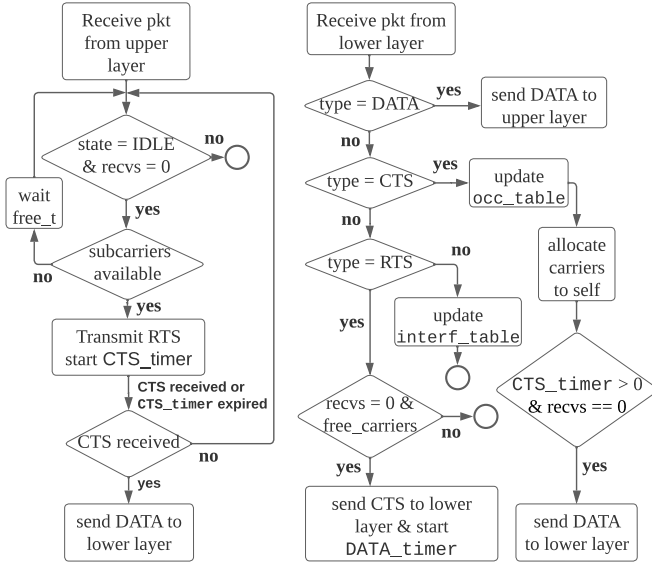 Receive pkt
from upper
layer
state = IDLE
& recvs = 0
no
yes
wait
free_t
subcarriers
available
no
yes
Transmit RTS
start CTS_timer
CTS received or
CTS_timer expired
CTS received
no
yes
send DATA to
lower layer
Receive pkt from
lower layer
type = DATA
yes
send DATA to
upper layer
no
type = CTS
yes
update
occ_table
no
type = RTS
no
update
interf_table
yes
recvs = 0 &
free_carriers
no
yes
send CTS to lower
layer & start
DATA_timer
allocate
carriers
to self
CTS_timer > 0
& recvs == 0
yes
send DATA
to lower layer